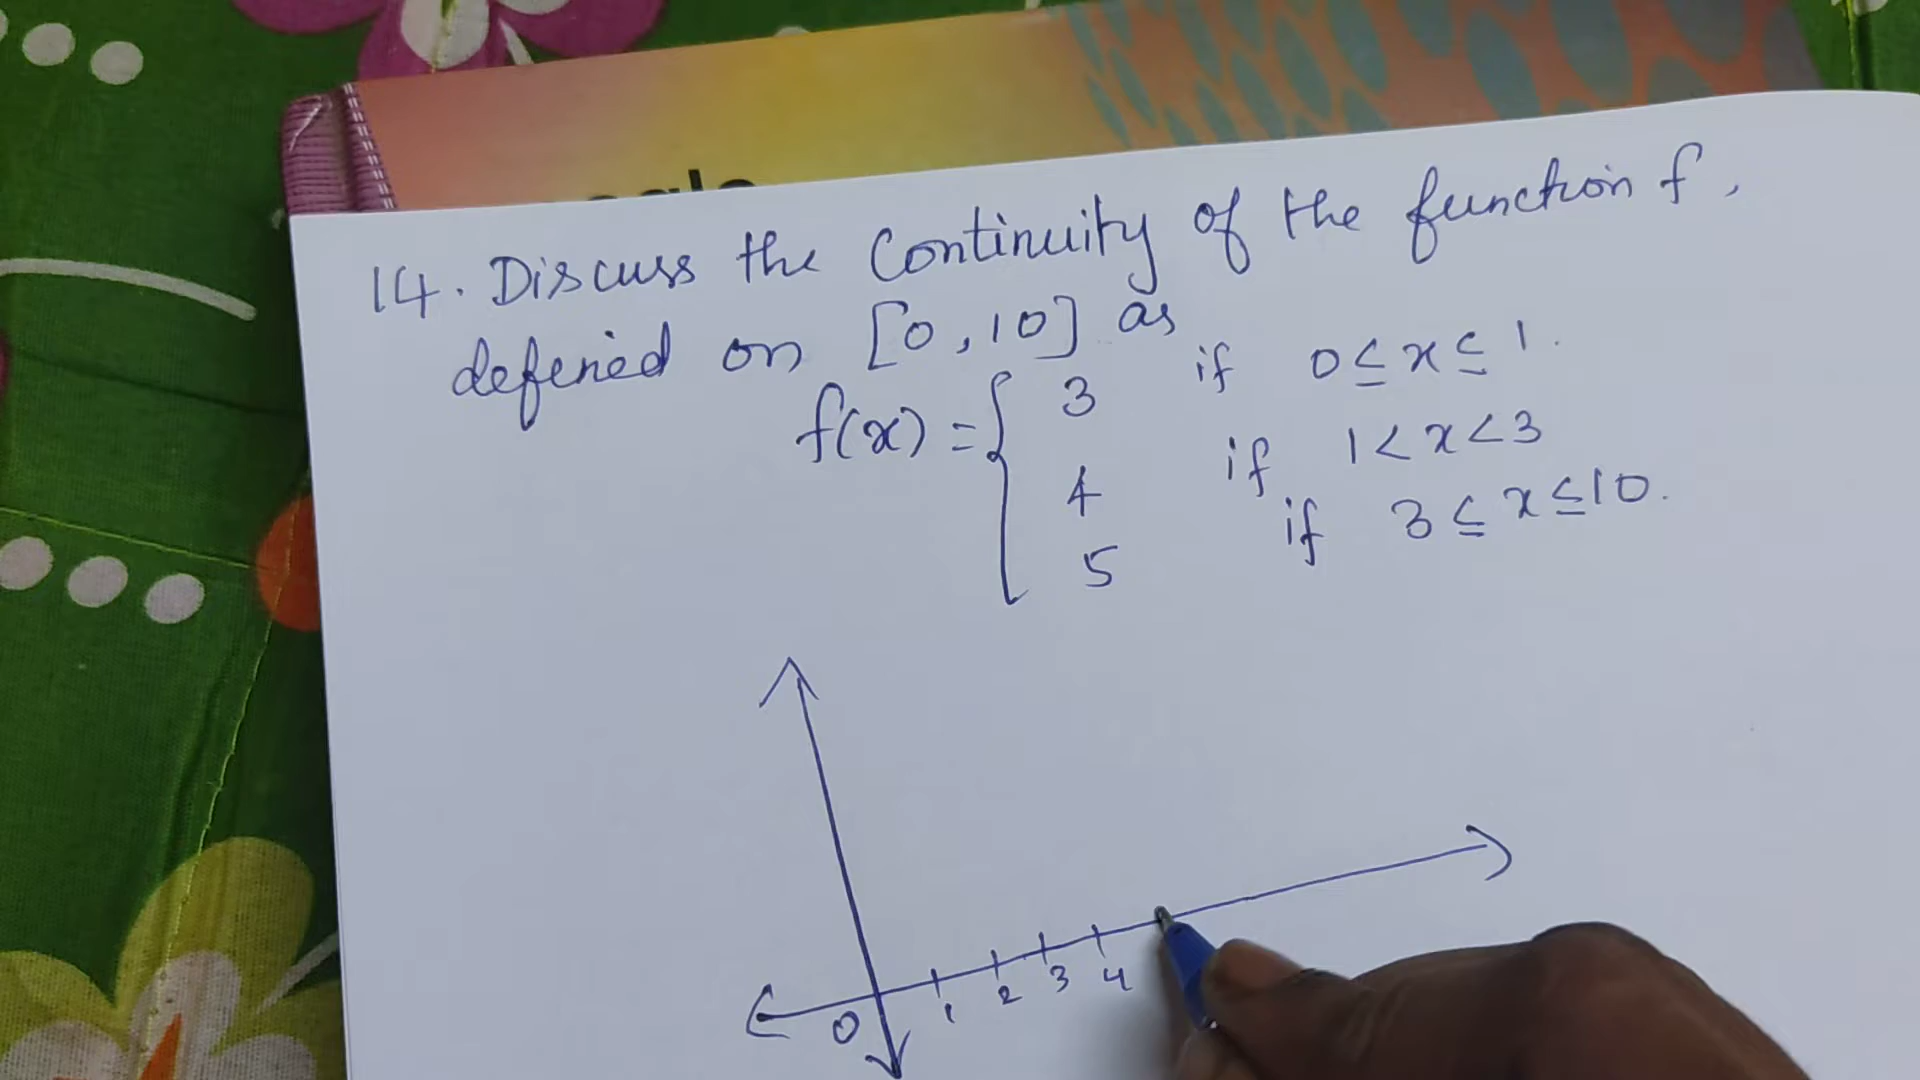 14. Discuss the Continuity of the function f,
defined on [0,10] as
f(x) = { 3 if 0 ≤ x ≤ 1.
4 if 1 < x < 3
5 if 3 ≤ x ≤ 10.
0 1 2 3 4